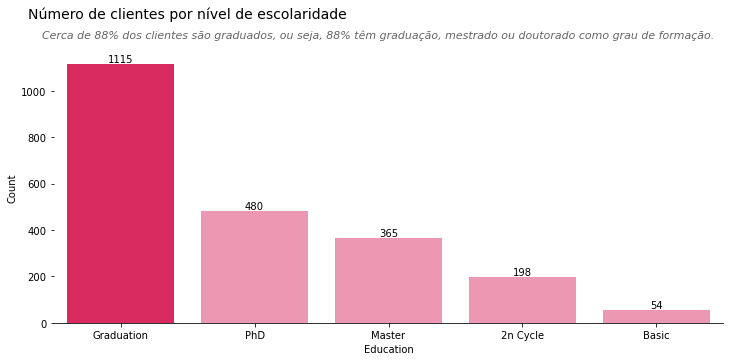 Número de clientes por nível de escolaridade
Cerca de 88% dos clientes são graduados, ou seja, 88% têm graduação, mestrado ou doutorado como grau de formação.
1115
1000
800
600
480
400
365
200
198
54
0
Count
Graduation PhD Master 2n Cycle Basic
Education